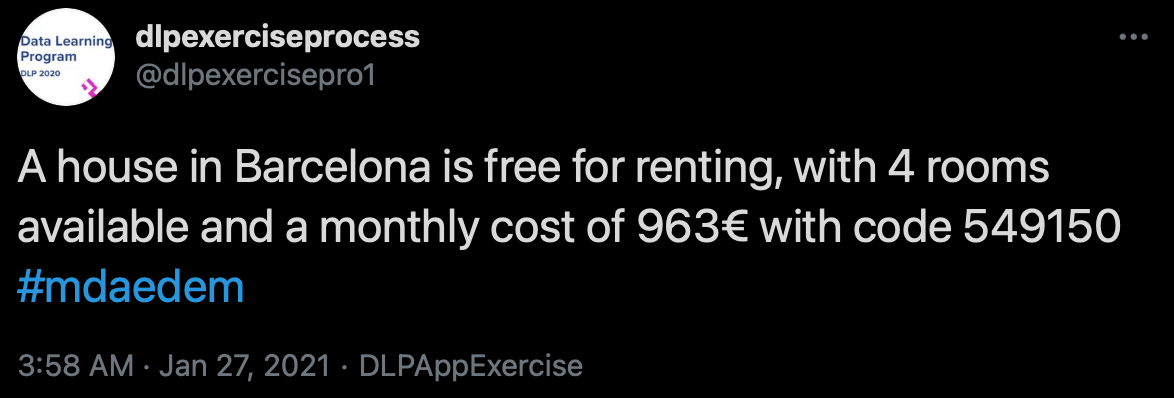 Data Learning
Program
DLP 2020
dlpexerciseprocess
@dlpexercisepro1
A house in Barcelona is free for renting, with 4 rooms
available and a monthly cost of 963€ with code 549150
#mdaedem
3:58 AM · Jan 27, 2021 · DLPAppExercise